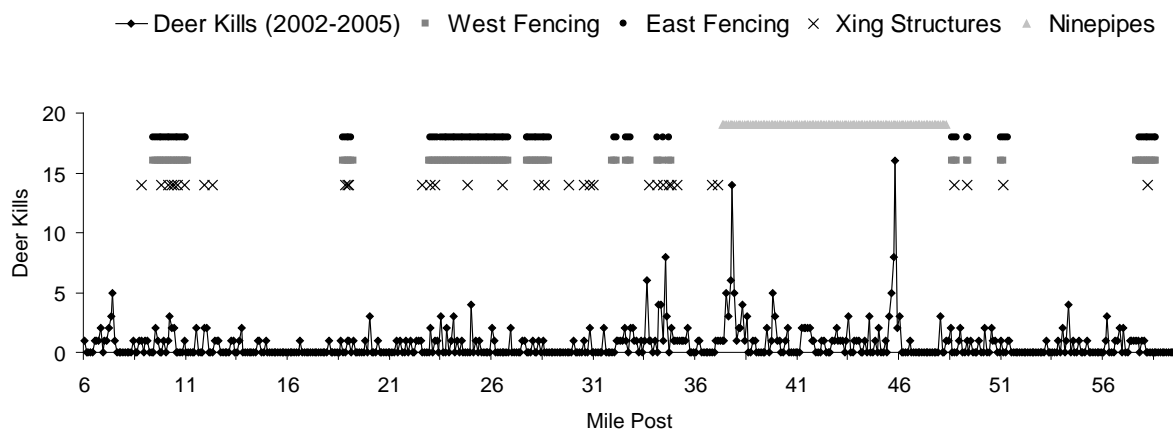 Deer Kills (2002-2005) West Fencing East Fencing Xing Structures Ninepipes
20
15
10
5
0
Deer Kills
6 11 16 21 26 31 36 41 46 51 56
Mile Post